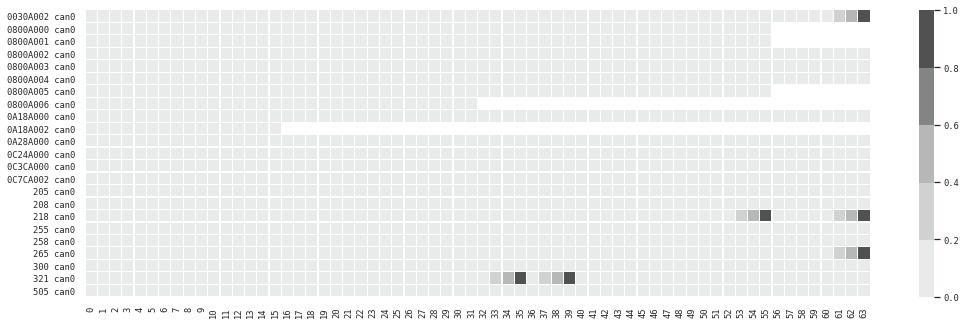 0030A002 can0
0800A000 can0
0800A001 can0
0800A002 can0
0800A003 can0
0800A004 can0
0800A005 can0
0800A006 can0
0A18A000 can0
0A18A002 can0
0A28A000 can0
0C24A000 can0
0C3CA000 can0
0C7CA002 can0
205 can0
208 can0
218 can0
255 can0
258 can0
265 can0
300 can0
321 can0
505 can0
0 1 2 3 4 5 6 7 8 9 10 11 12 13 14 15 16 17 18 19 20 21 22 23 24 25 26 27 28 29 30 31 32 33 34 35 36 37 38 39 40 41 42 43 44 45 46 47 48 49 50 51 52 53 54 55 56 57 58 59 60 61 62 63
1.0
0.8
0.6
0.4
0.2
0.0